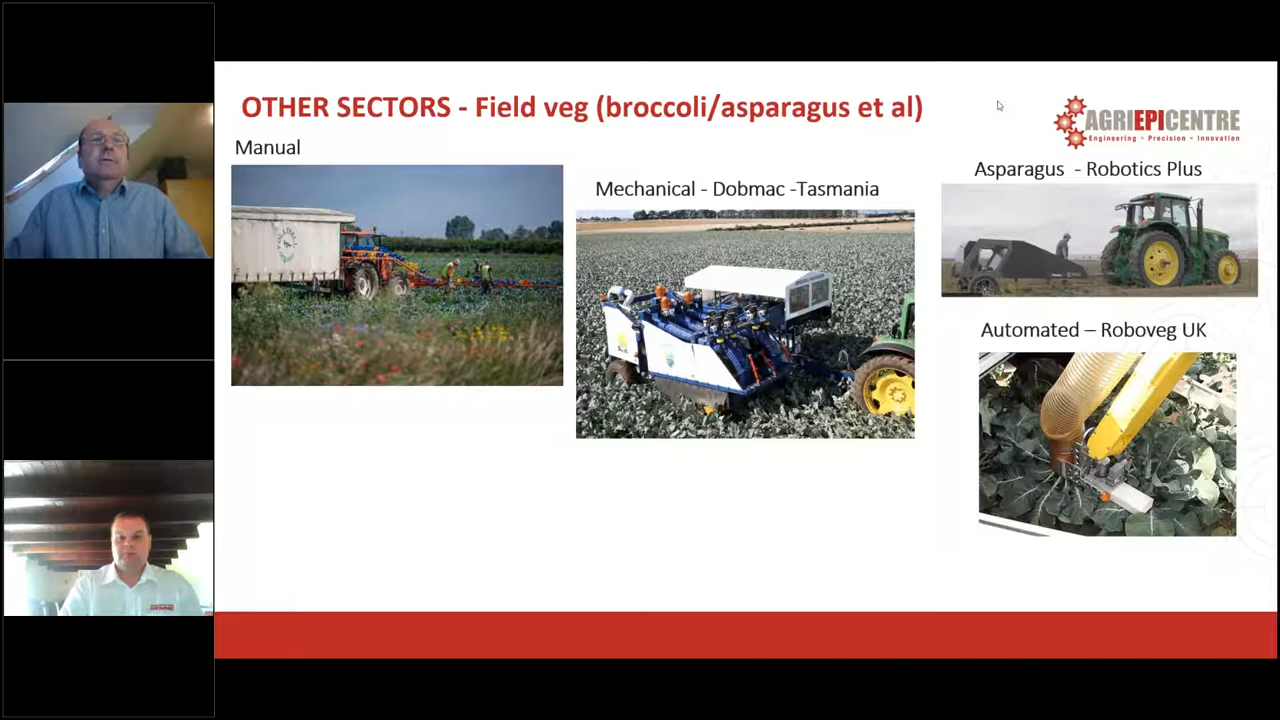 OTHER SECTORS - Field veg (broccoli/asparagus et al)
AGRIEPICENTRE
Engineering • Precision • Innovation
Manual
Mechanical - Dobmac -Tasmania
Asparagus - Robotics Plus
Automated – Roboveg UK